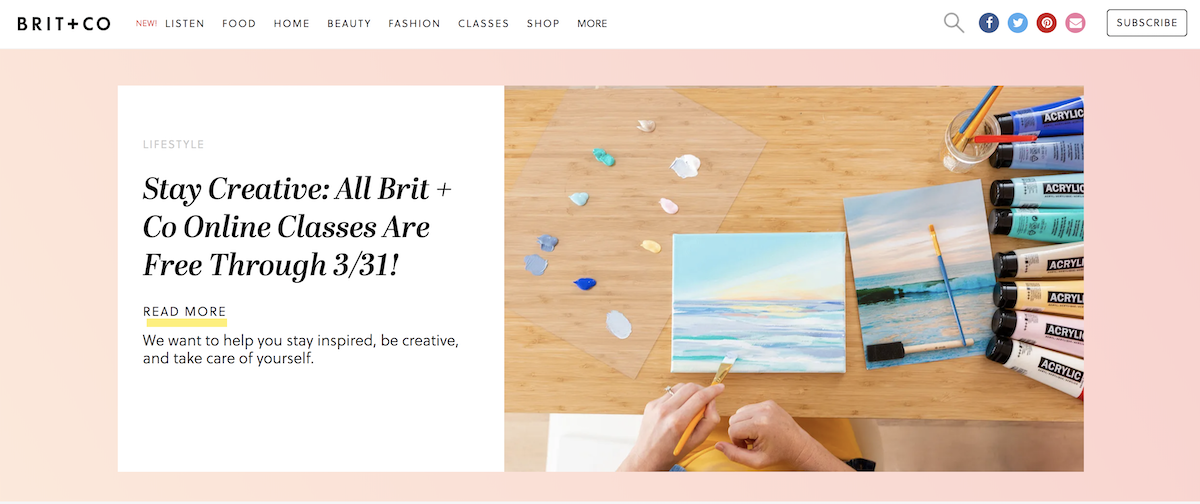 BRIT+CO NEW! LISTEN FOOD HOME BEAUTY FASHION CLASSES SHOP MORE SUBSCRIBE
LIFESTYLE
Stay Creative: All Brit +
Co Online Classes Are
Free Through 3/31!
READ MORE
We want to help you stay inspired, be creative,
and take care of yourself.
ACRYLIC
ACRYLIC
ACRYLIC
ACRYLIC
ACRYLIC
ACRYLIC